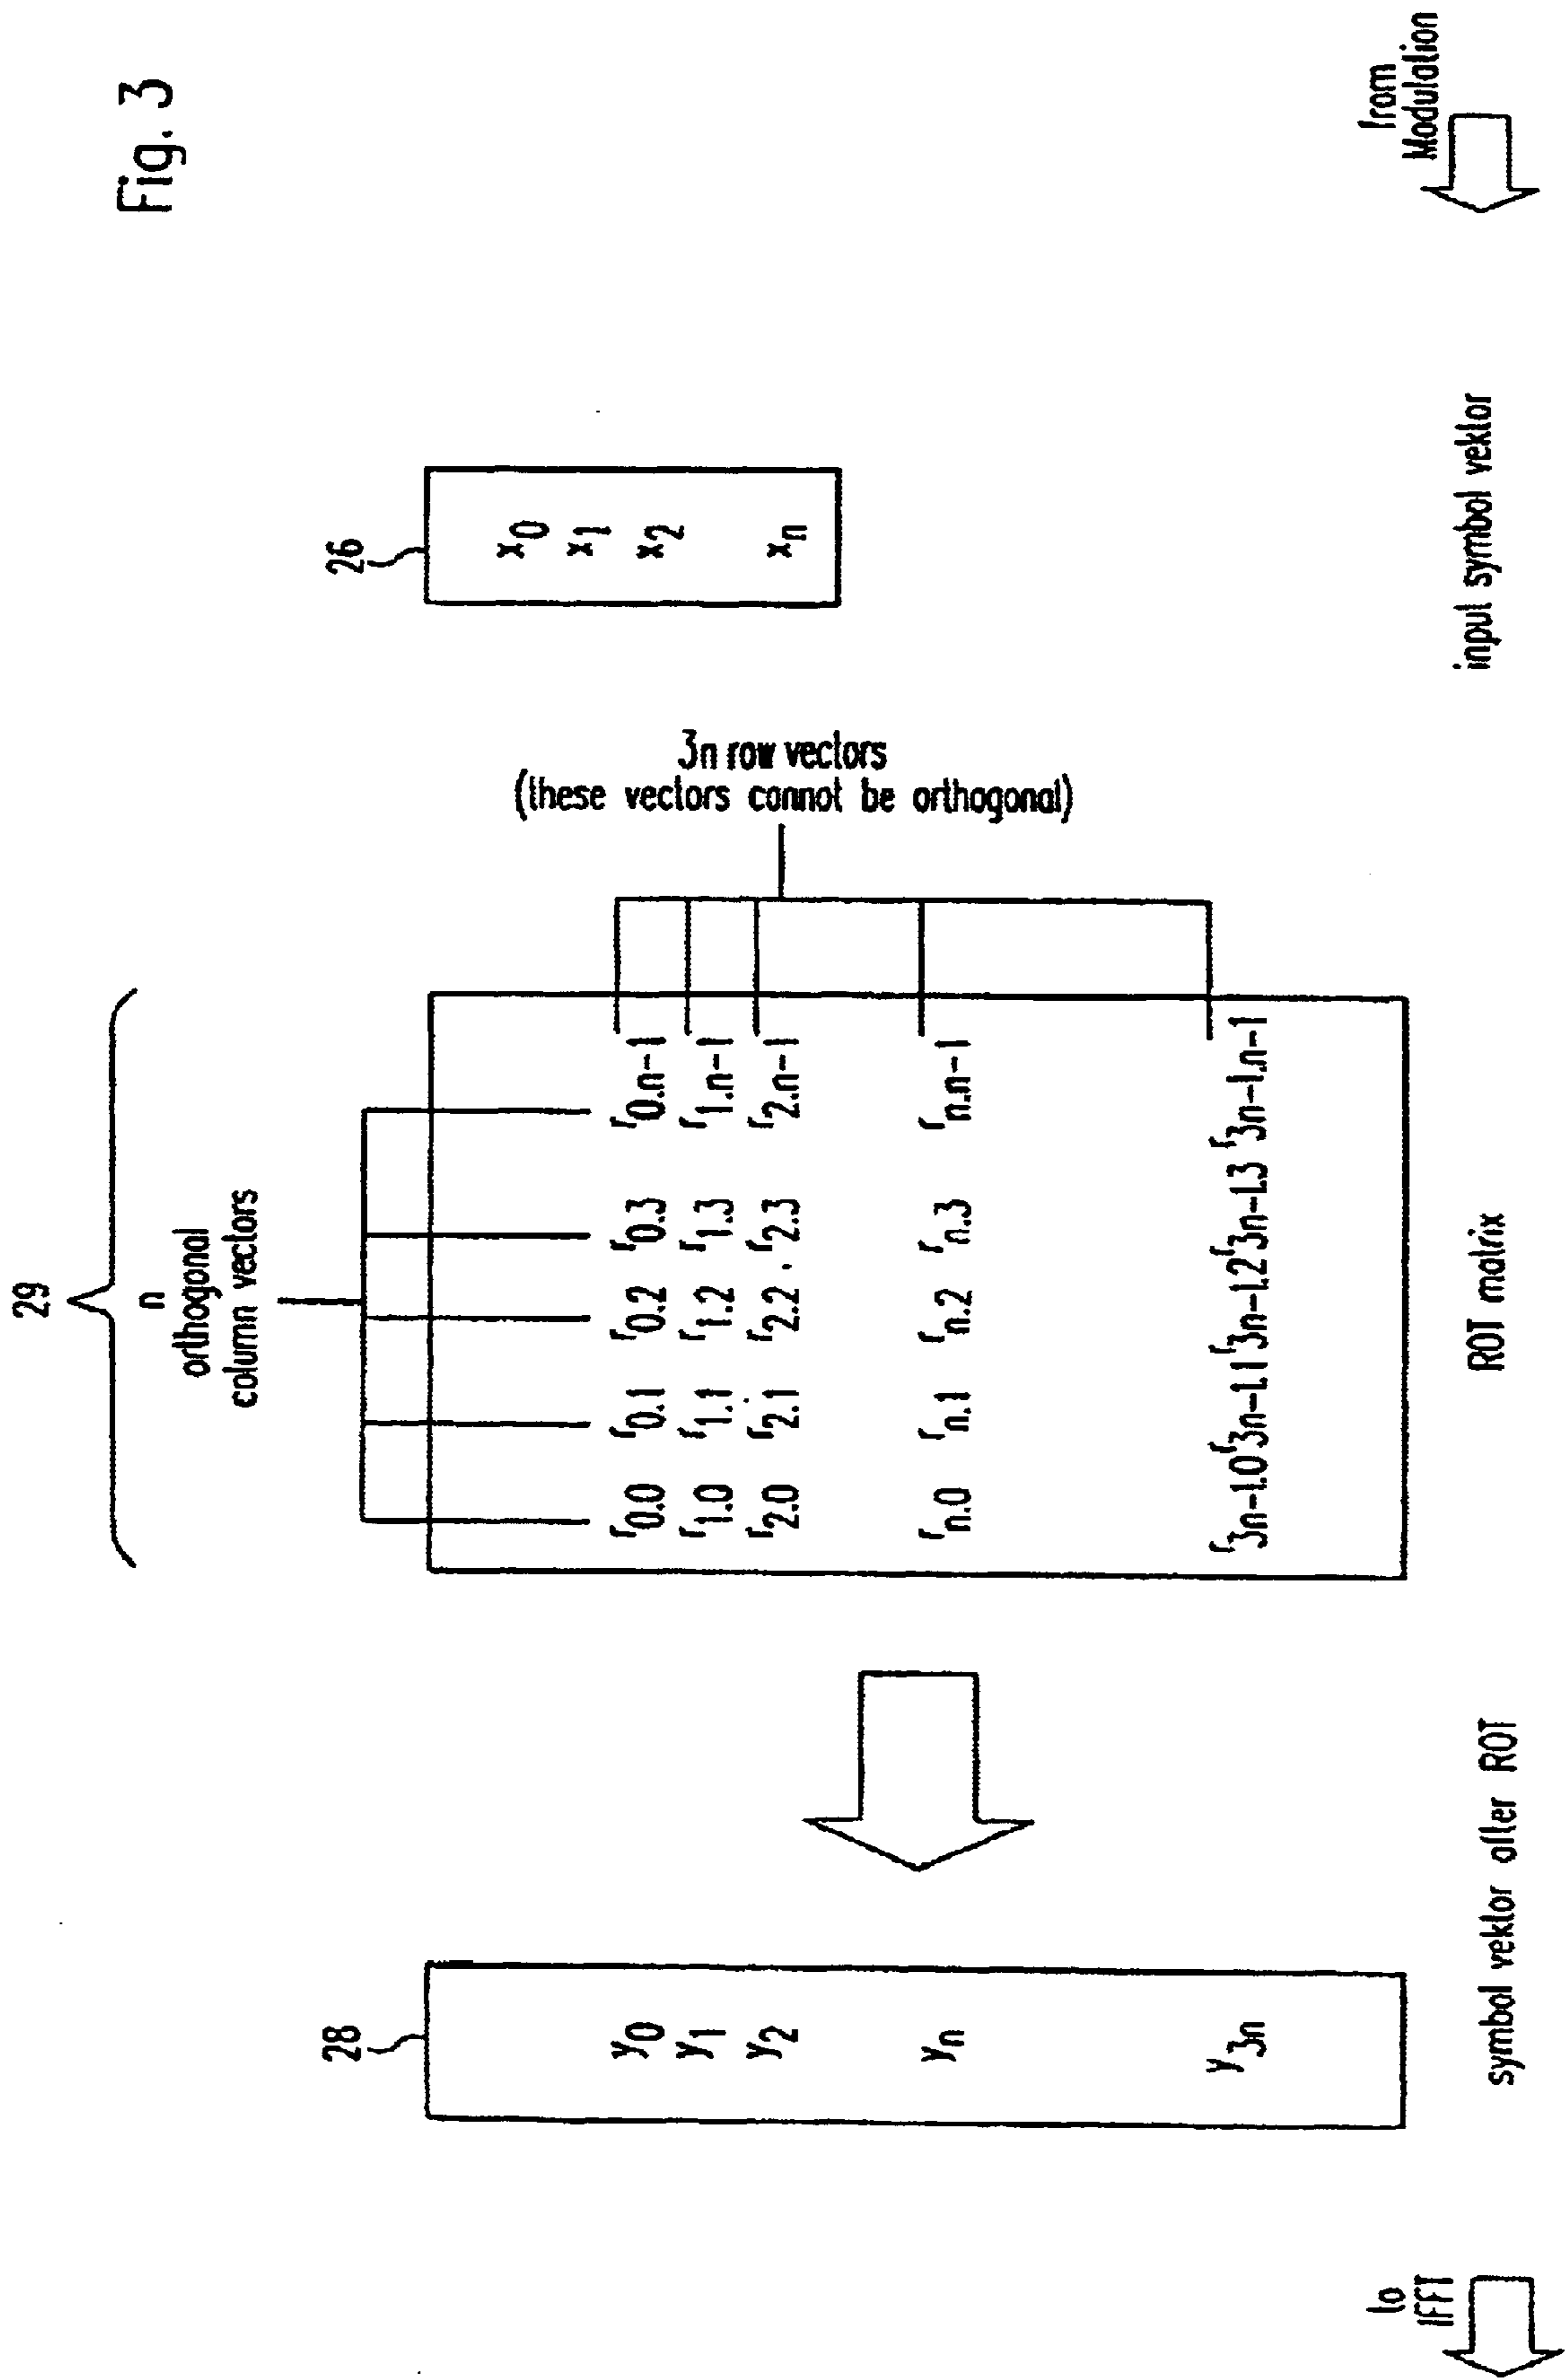 Fig. 3
29
n
orthogonal
column vectors
28
26
3n row vectors
(these vectors cannot be orthogonal)
y0
y1
y2
yn
y3n
r0.0 r0.1 r0.2 r0.3 r0.n-1
r1.0 r1.1 r1.2 r1.3 r1.n-1
r2.0 r2.1 r2.2 r2.3 r2.n-1
rn.0 rn.1 rn.2 rn.3 rn.n-1
r3n-1.0 r3n-1.1 r3n-1.2 r3n-1.3 r3n-1.n-1
x0
x1
x2
xn
to
IFFT
symbol vektor after ROT
ROT matrix
input symbol vektor
from
Modulation